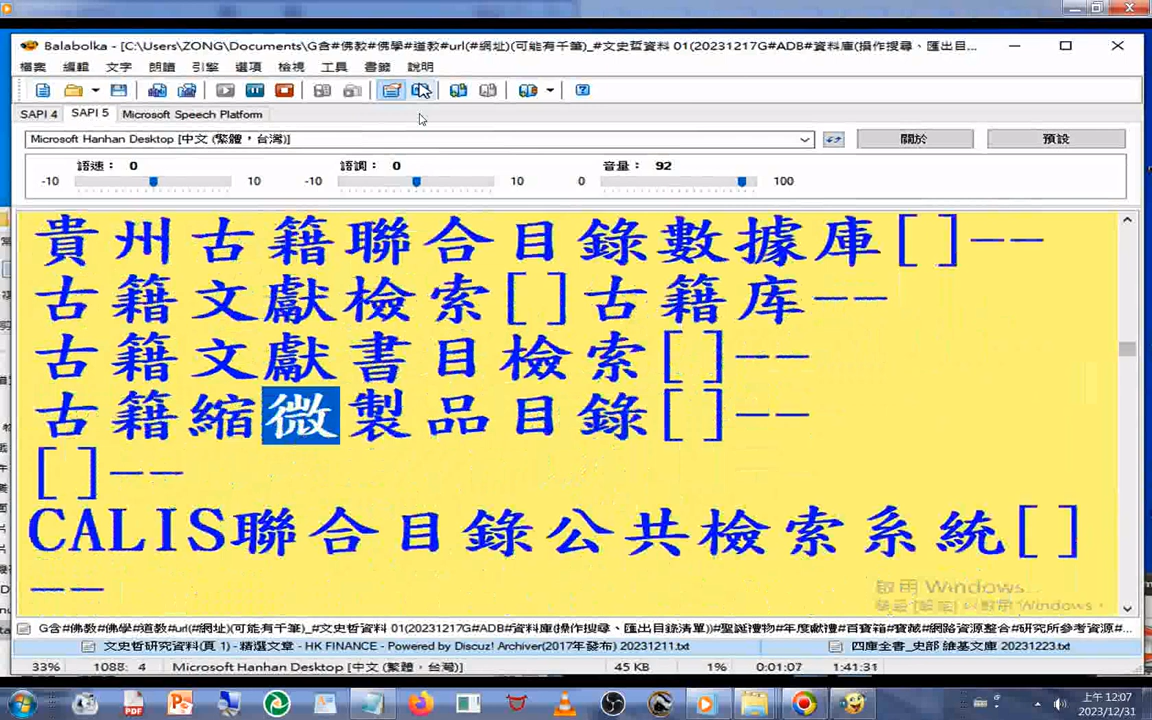 Balabolka - [C:\Users\ZONG\Documents\G含#佛教#佛學#道教#url(#網址)(可能有千筆)_#文史哲資料 01(20231217G#ADB#資料庫(操作搜尋、匯出目...
檔案 編輯 文字 朗讀 引擎 選項 檢視 工具 書籤 說明
SAPI 4 SAPI 5 Microsoft Speech Platform
Microsoft Hanhan Desktop [中文 (繁體，台灣)] 關於 預設
語速： 0 語調： 0 音量： 92
-10 10 -10 10 0 100
貴州古籍聯合目錄數據庫[]--
古籍文獻檢索[]古籍库--
古籍文獻書目檢索[]--
古籍縮微製品目錄[]--
[]--
CALIS聯合目錄公共檢索系統[]
--
啟用 Windows
G含#佛教#佛學#道教#url(#網址)(可能有千筆)_#文史哲資料 01(20231217G#ADB#資料庫(操作搜尋、匯出目錄清單))#聖誕禮物#年度獻禮#百寶箱#寶藏#網路資源整合#研究所參考資源#...
文史哲研究資料(頁 1) - 精選文章 - HK FINANCE - Powered by Discuz! Archiver(2017年發布) 20231211.txt 四庫全書_史部 維基文庫 20231223.txt
33% 1088: 4 Microsoft Hanhan Desktop [中文 (繁體，台灣)] 45 KB 1% 0:01:07 1:41:31
上午 12:07
2023/12/31